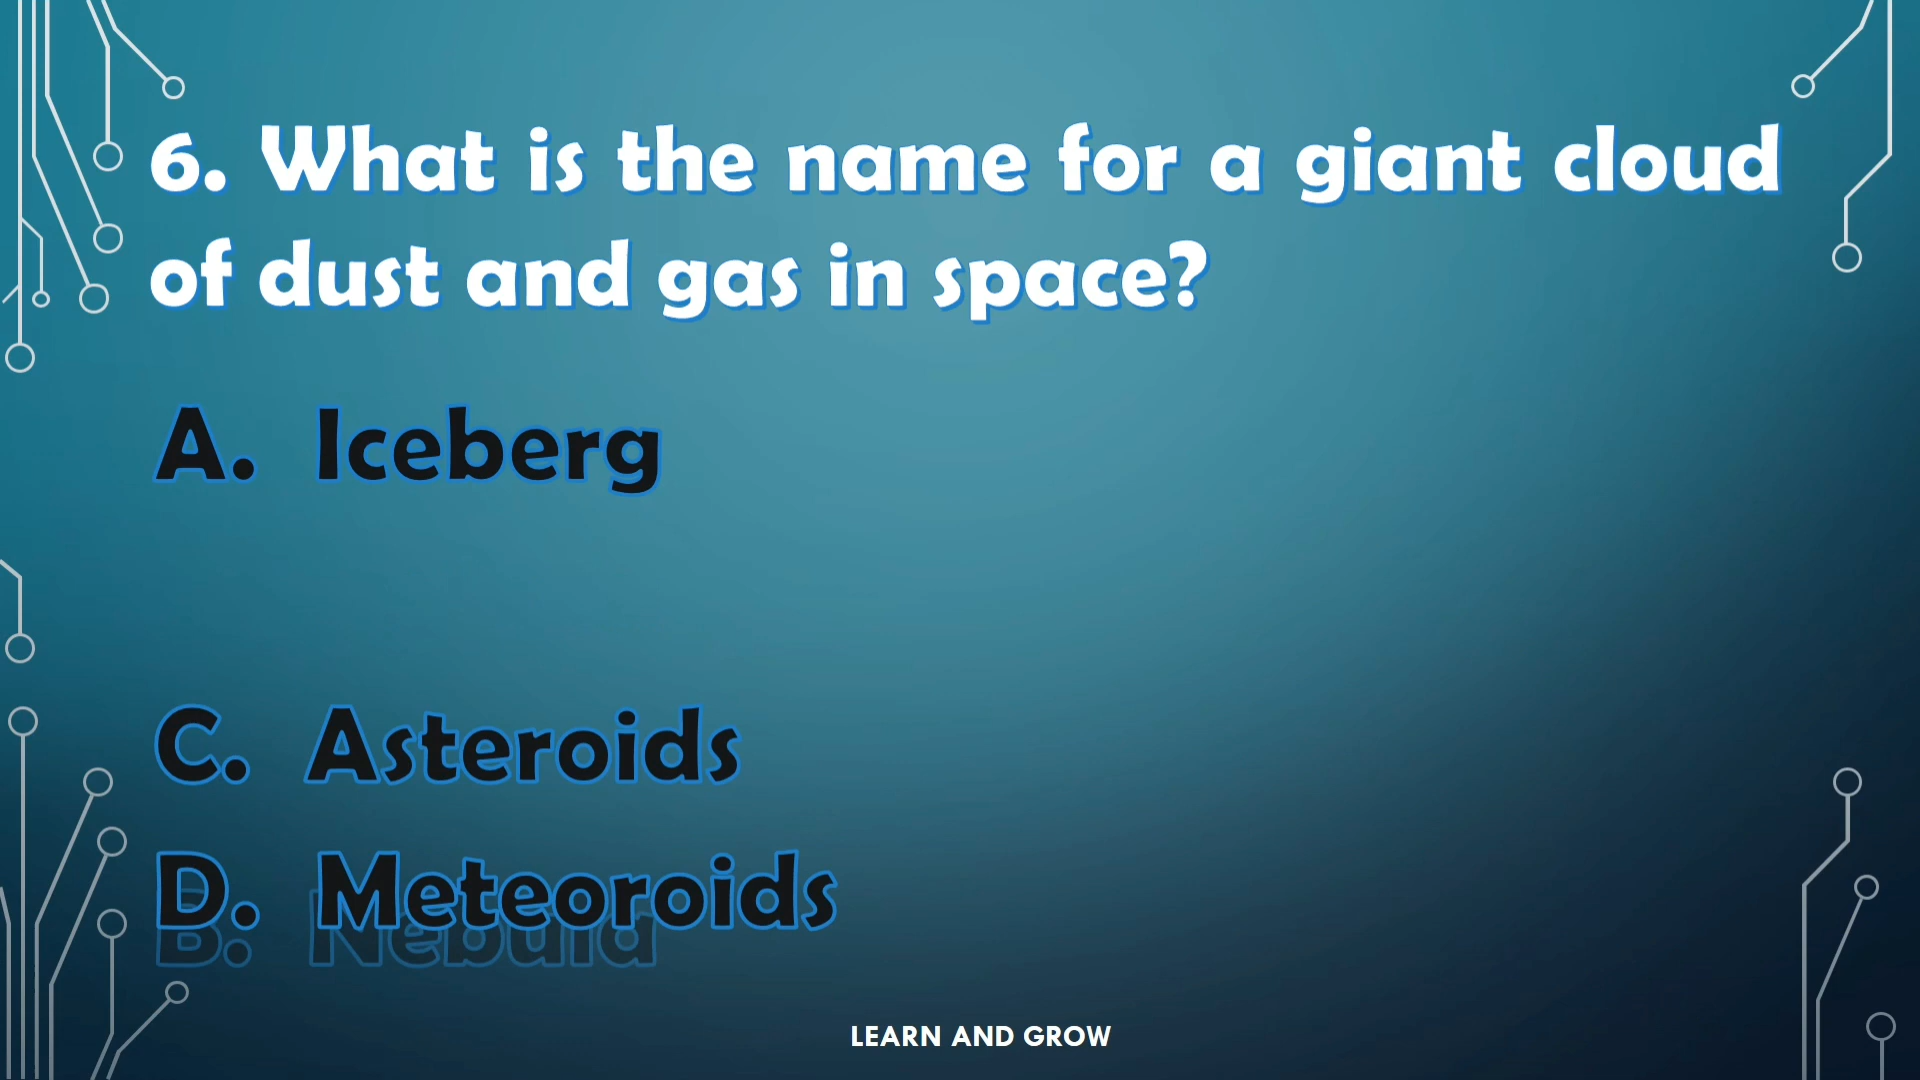 6. What is the name for a giant cloud
of dust and gas in space?
A. Iceberg
C. Asteroids
D. Meteoroids
B. Nebula
LEARN AND GROW